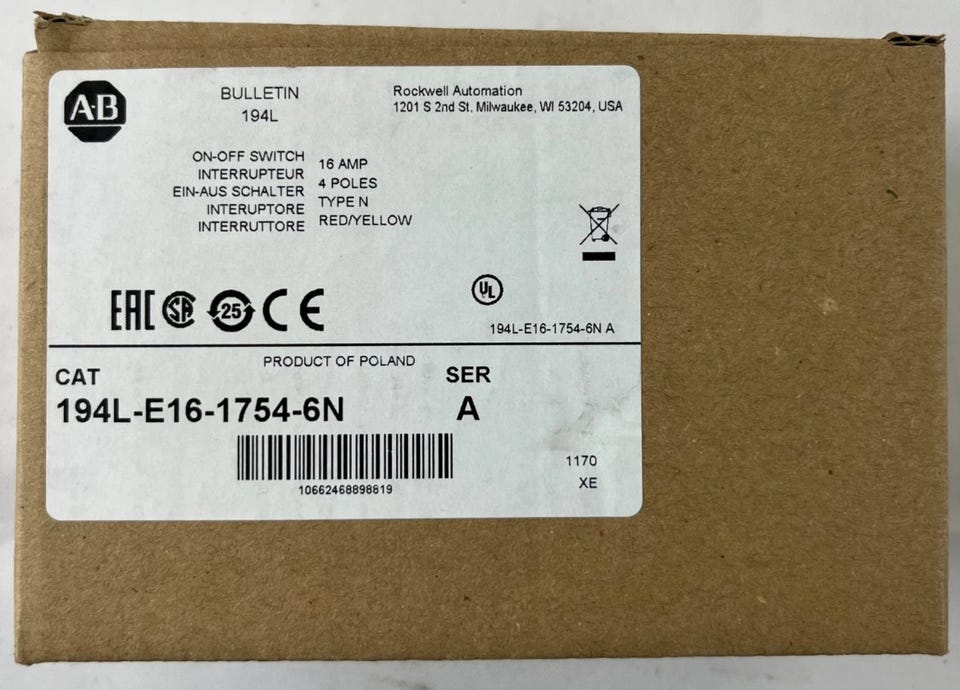 A·B
BULLETIN
194L
Rockwell Automation
1201 S 2nd St. Milwaukee, WI 53204, USA
ON-OFF SWITCH
INTERRUPTEUR
EIN-AUS SCHALTER
INTERUPTORE
INTERRUTTORE
16 AMP
4 POLES
TYPE N
RED/YELLOW
EAC SA 25 CE
UL
194L-E16-1754-6N A
PRODUCT OF POLAND
CAT
SER
194L-E16-1754-6N
A
10662468898819
1170
XE